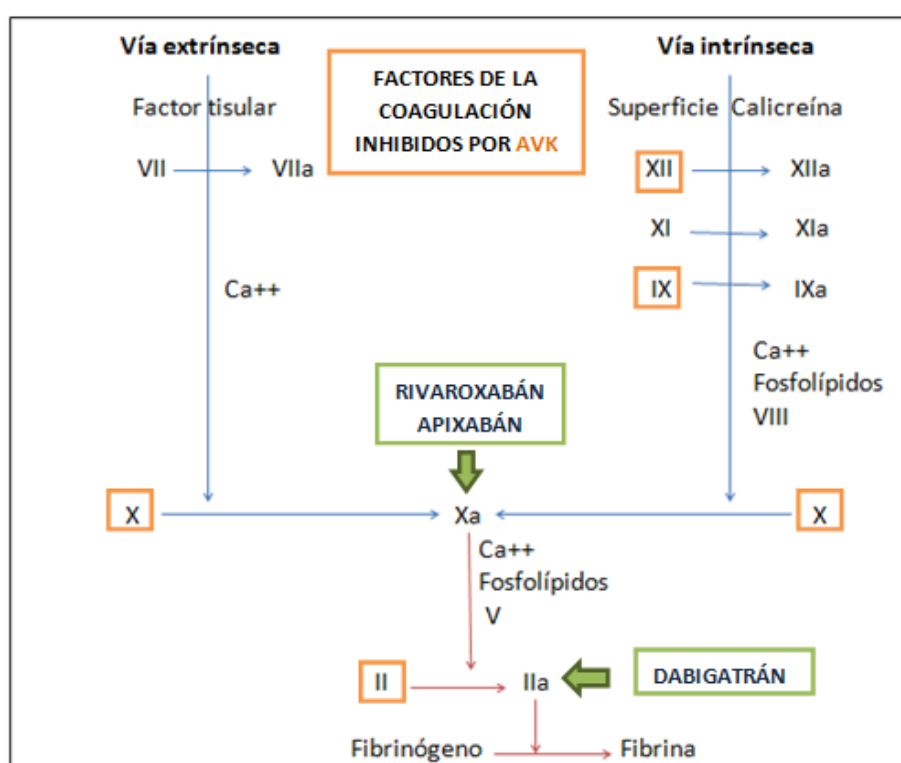 Vía extrínseca
Vía intrínseca
FACTORES DE LA
COAGULACIÓN
INHIBIDOS POR AVK
Factor tisular
Superficie Calicreína
VII VIIa
XII XIIa
XI XIa
Ca++
IX IXa
Ca++
Fosfolípidos
VIII
RIVAROXABÁN
APIXABÁN
X Xa X
Ca++
Fosfolípidos
V
II IIa
DABIGATRÁN
Fibrinógeno Fibrina